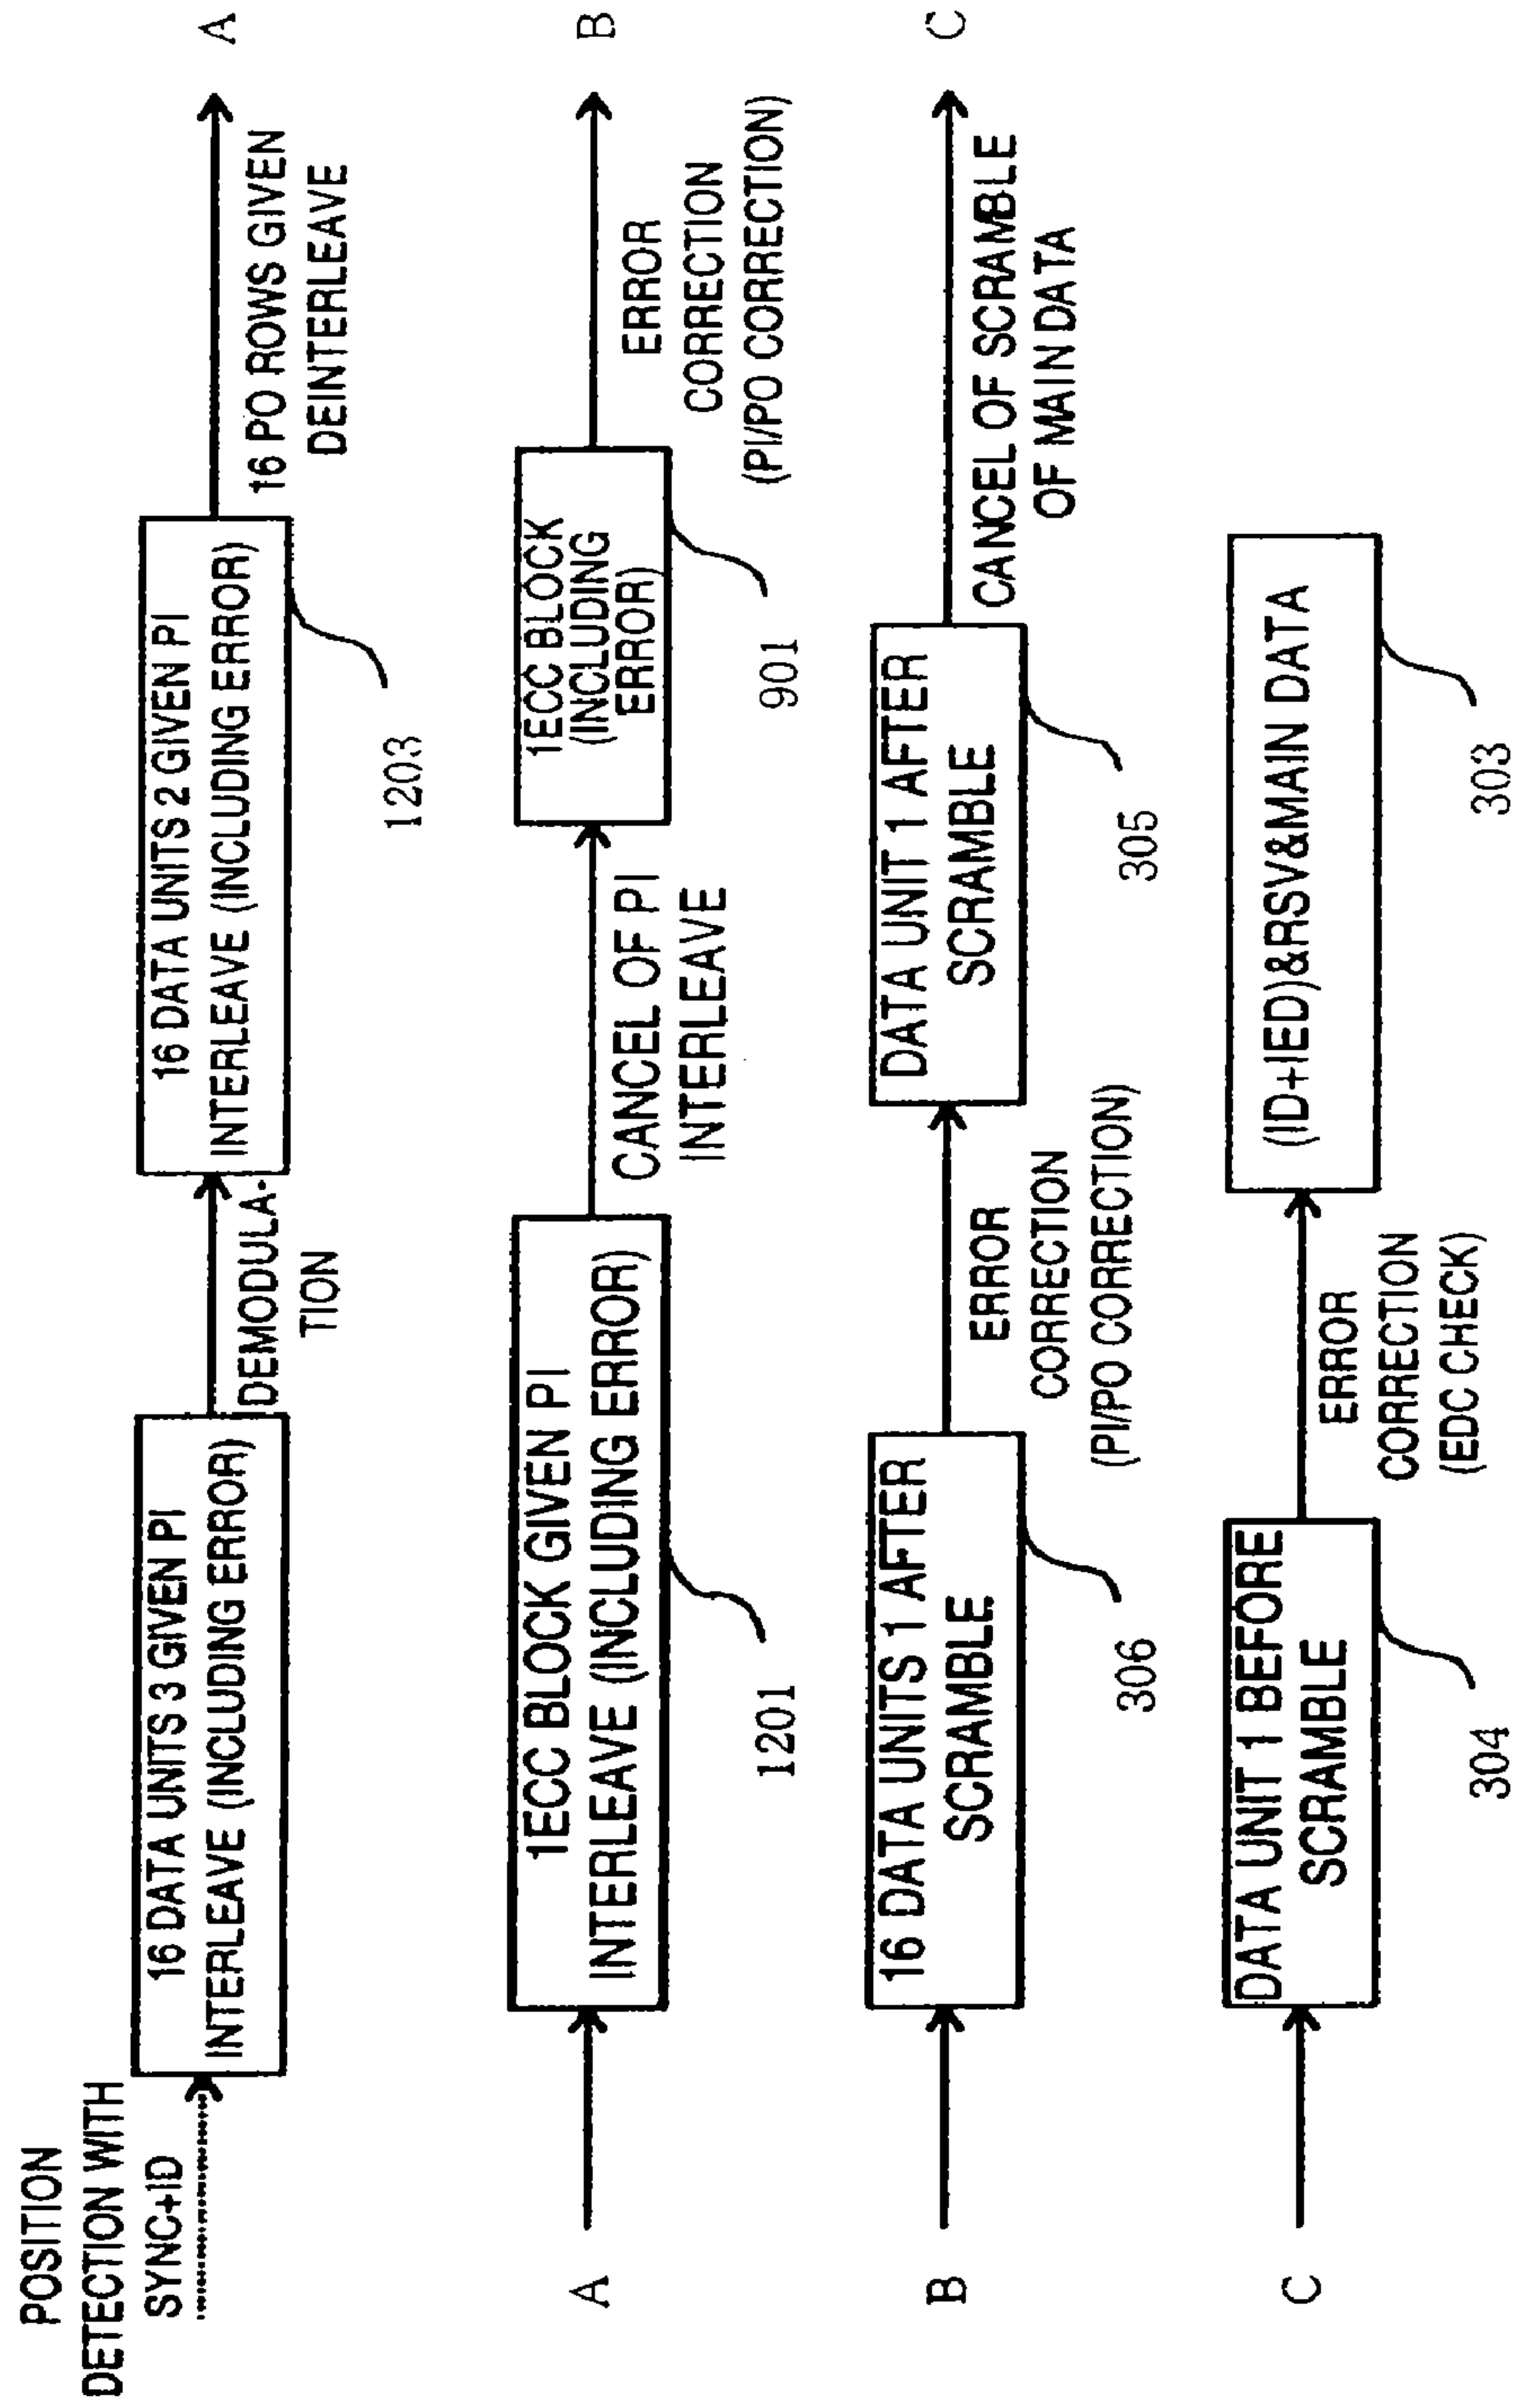 POSITION
DETECTION WITH
SYNC+ID
16 DATA UNITS 3 GIVEN PI
INTERLEAVE (INCLUDING ERROR)
DEMODULA-
TION
16 DATA UNITS 2 GIVEN PI
INTERLEAVE (INCLUDING ERROR)
1203
16 PO ROWS GIVEN
DEINTERLEAVE
A
A
1ECC BLOCK GIVEN PI
INTERLEAVE (INCLUDING ERROR)
1201
CANCEL OF PI
INTERLEAVE
1ECC BLOCK
(INCLUDING
ERROR)
901
ERROR
CORRECTION
(PI/PO CORRECTION)
B
B
16 DATA UNITS 1 AFTER
SCRAMBLE
306
ERROR
CORRECTION
(PI/PO CORRECTION)
DATA UNIT 1 AFTER
SCRAMBLE
305
CANCEL OF SCRAMBLE
OF MAIN DATA
C
C
DATA UNIT 1 BEFORE
SCRAMBLE
304
ERROR
CORRECTION
(EDC CHECK)
(ID+IED)&RSV&MAIN DATA
303